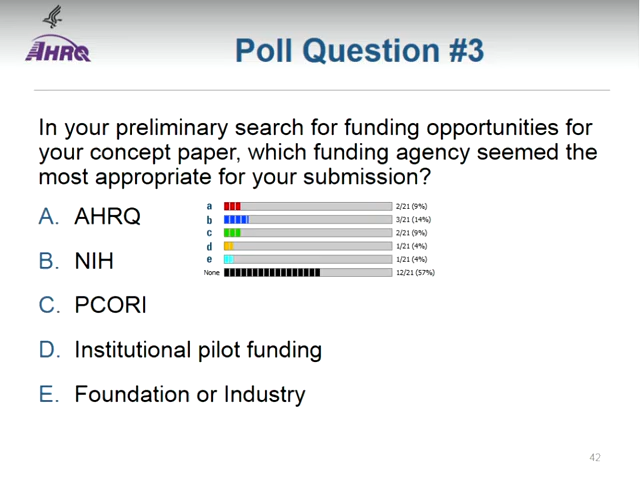 AHRQ
Poll Question #3
In your preliminary search for funding opportunities for
your concept paper, which funding agency seemed the
most appropriate for your submission?
A. AHRQ
B. NIH
C. PCORI
D. Institutional pilot funding
E. Foundation or Industry
a 2/21 (9%)
b 3/21 (14%)
c 2/21 (9%)
d 1/21 (4%)
e 1/21 (4%)
None 12/21 (57%)
42